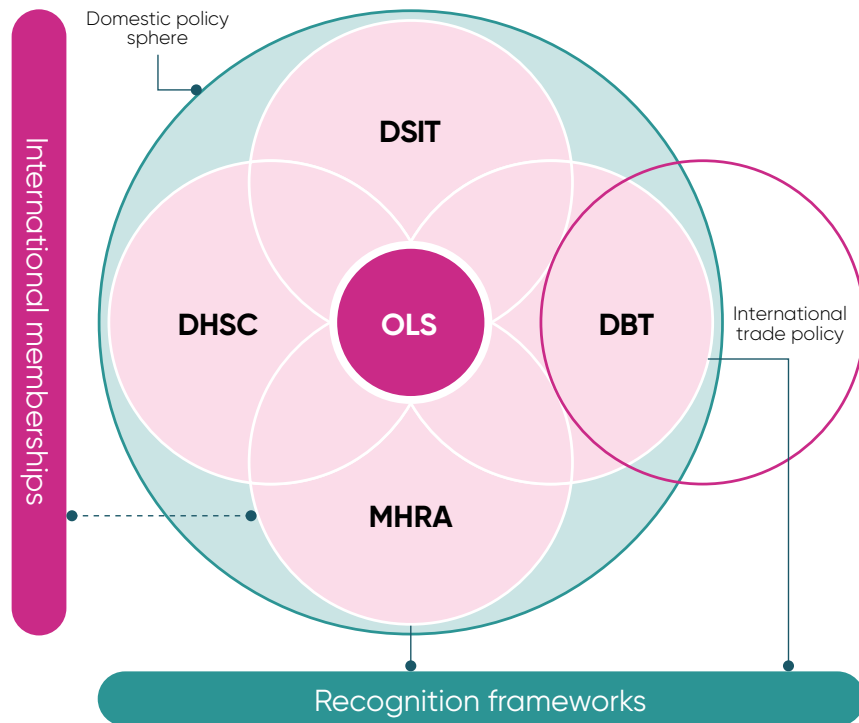 Domestic policy
sphere
DSIT
International memberships
DHSC
OLS
DBT
International
trade policy
MHRA
Recognition frameworks